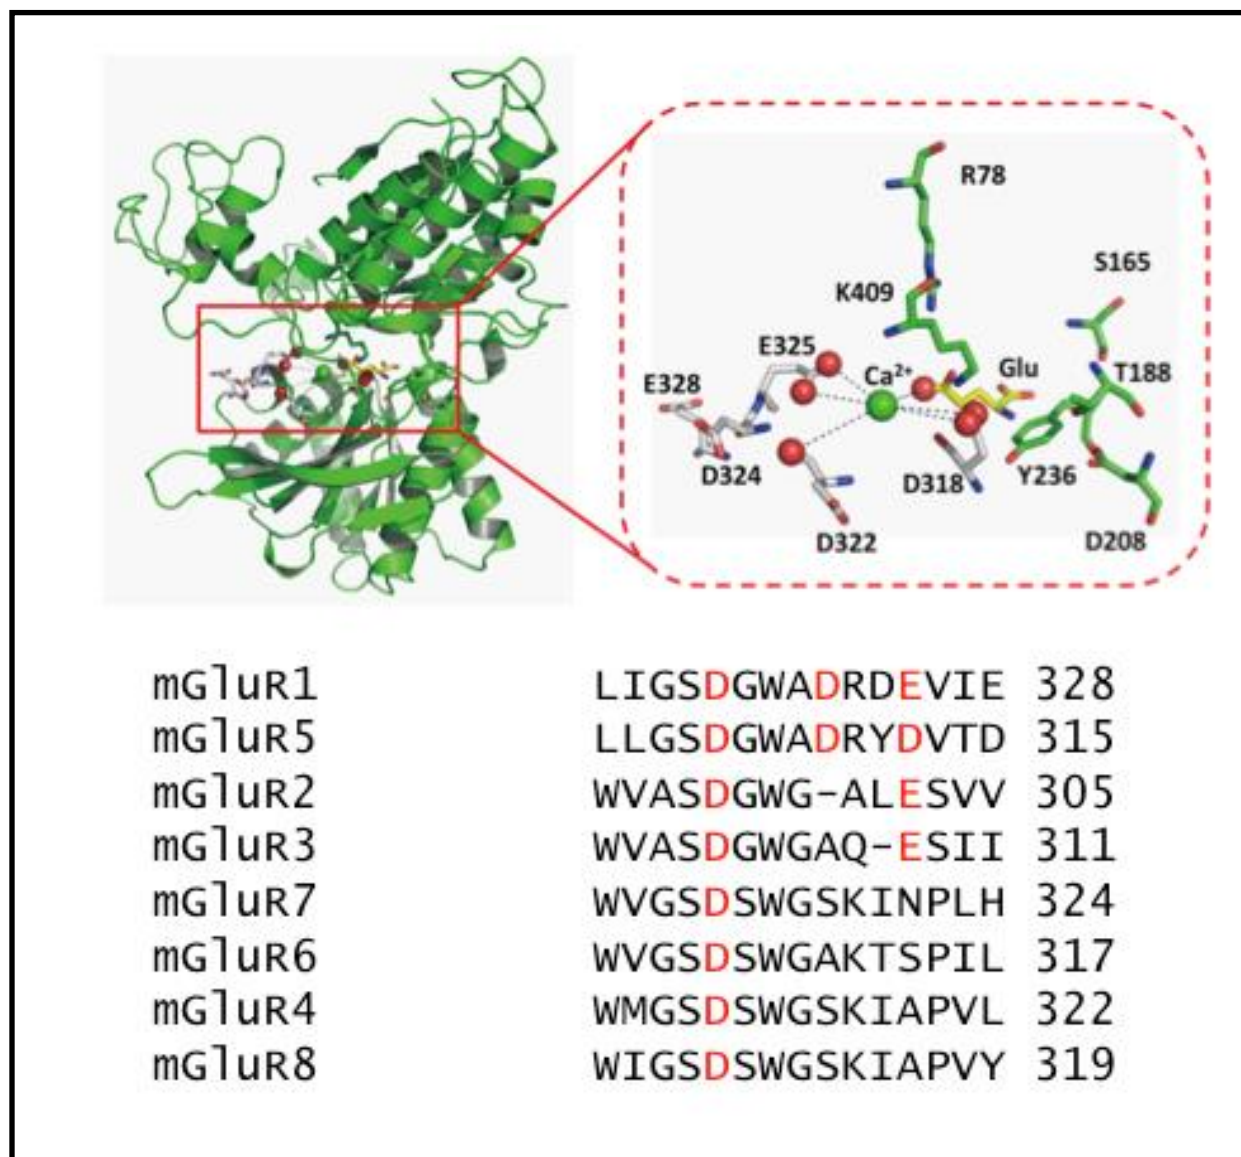 R78
S165
K409
E325
Ca²⁺
Glu
T188
E328
D324
D318
Y236
D322
D208
mGluR1 LIGSDGWADRDEVIE 328
mGluR5 LLGSDGWADRYDVTD 315
mGluR2 WVASDGWG-ALESVV 305
mGluR3 WVASDGWGAQ-ESII 311
mGluR7 WVGSDSWGSKINPLH 324
mGluR6 WVGSDSWGAKTSPIL 317
mGluR4 WMGSDSWGSKIAPVL 322
mGluR8 WIGSDSWGSKIAPVY 319